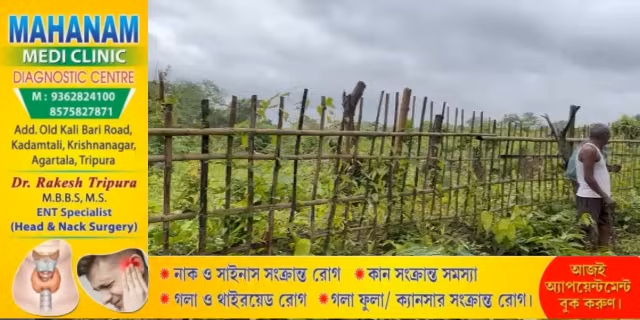 MAHANAM
MEDI CLINIC
DIAGNOSTIC CENTRE
M : 9362824100
8575827871
Add. Old Kali Bari Road,
Kadamtali, Krishnanagar,
Agartala, Tripura
Dr. Rakesh Tripura
M.B.B.S, M.S.
ENT Specialist
(Head & Nack Surgery)
* নাক ও সাইনাস সংক্রান্ত রোগ * কান সংক্রান্ত সমস্যা
* গলা ও থাইরয়েড রোগ * গলা ফুলা/ ক্যানসার সংক্রান্ত রোগ।
আজই
অ্যাপয়েন্টমেন্ট
বুক করুণ।